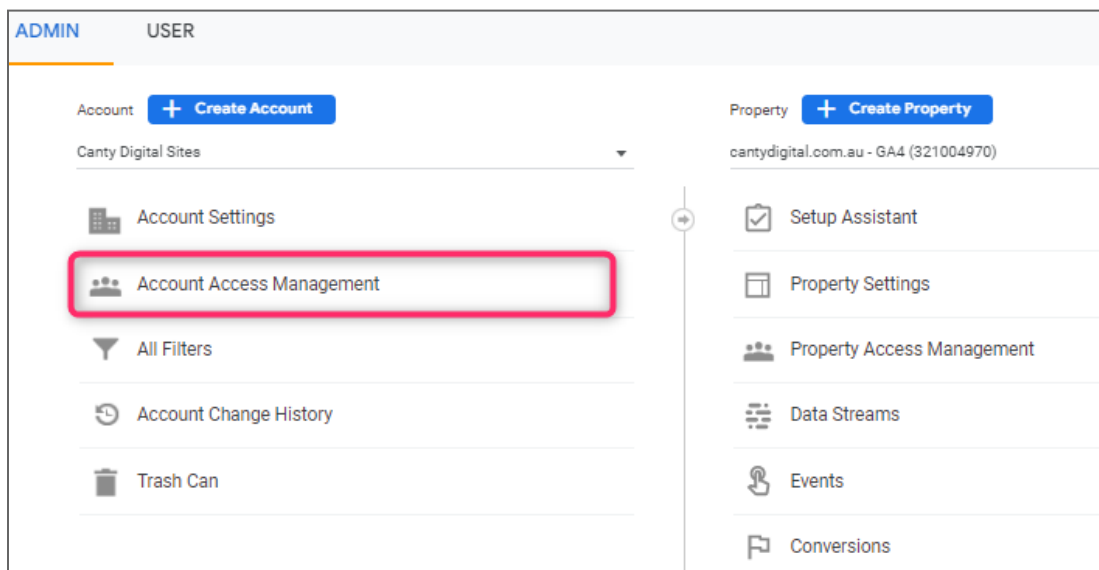 ADMIN USER
Account + Create Account
Canty Digital Sites
Account Settings
Account Access Management
All Filters
Account Change History
Trash Can
Property + Create Property
cantydigital.com.au - GA4 (321004970)
Setup Assistant
Property Settings
Property Access Management
Data Streams
Events
Conversions